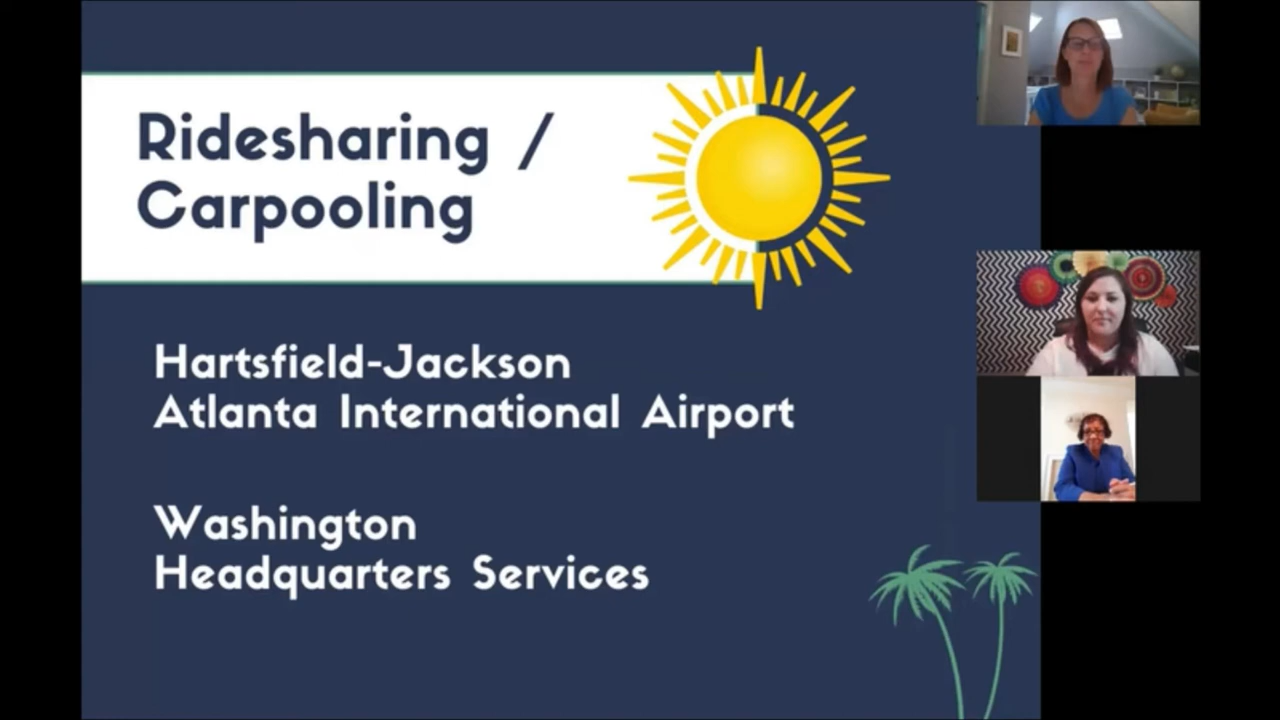 Ridesharing /
Carpooling
Hartsfield-Jackson
Atlanta International Airport
Washington
Headquarters Services